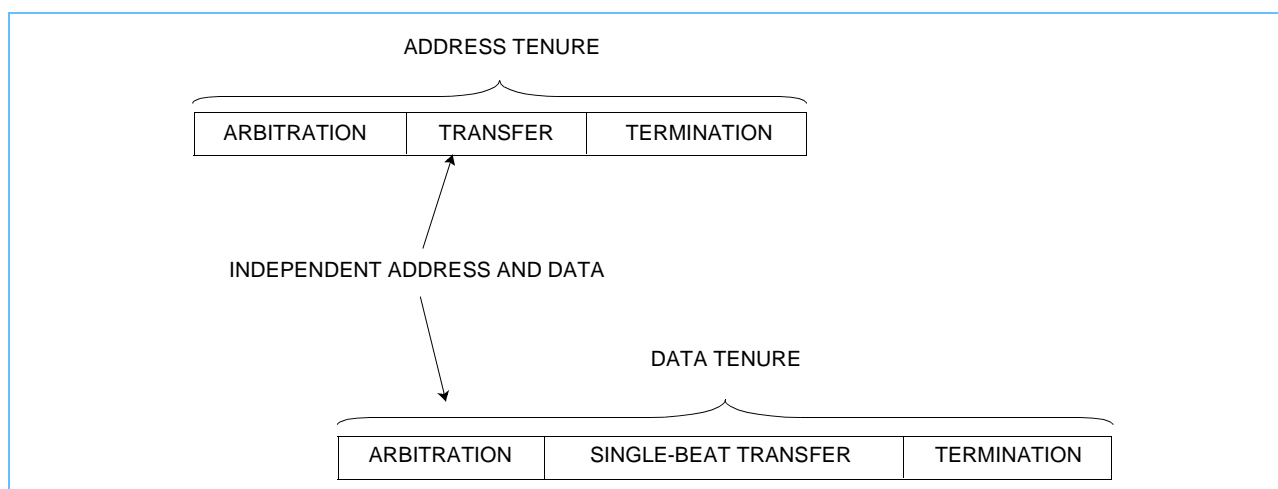 ADDRESS TENURE
ARBITRATION TRANSFER TERMINATION
INDEPENDENT ADDRESS AND DATA
DATA TENURE
ARBITRATION SINGLE-BEAT TRANSFER TERMINATION